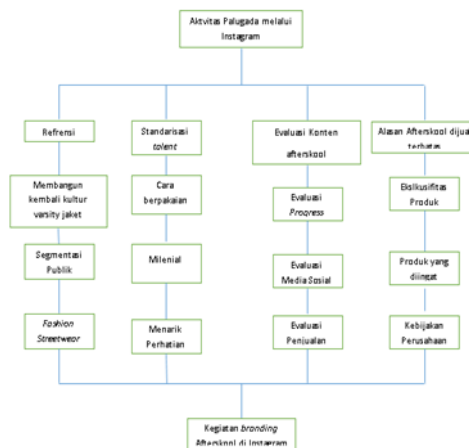 Aktvitas Palugada melalui
Instagram
Refrensi
Standarisasi
talent
Evaluasi Konten
afterskool
Alasan Afterskool dijual
terbatas
Membangun
kembali kultur
varsity jaket
Cara
berpakaian
Evaluasi
Progress
Ekslkusifitas
Produk
Segmentasi
Publik
Milenial
Evaluasi
Media Sosial
Produk yang
diingat
Fashion
Streetwear
Menarik
Perhatian
Evaluasi
Penjualan
Kebijakan
Perusahaan
Kegiatan branding
Afterskool di Instagram